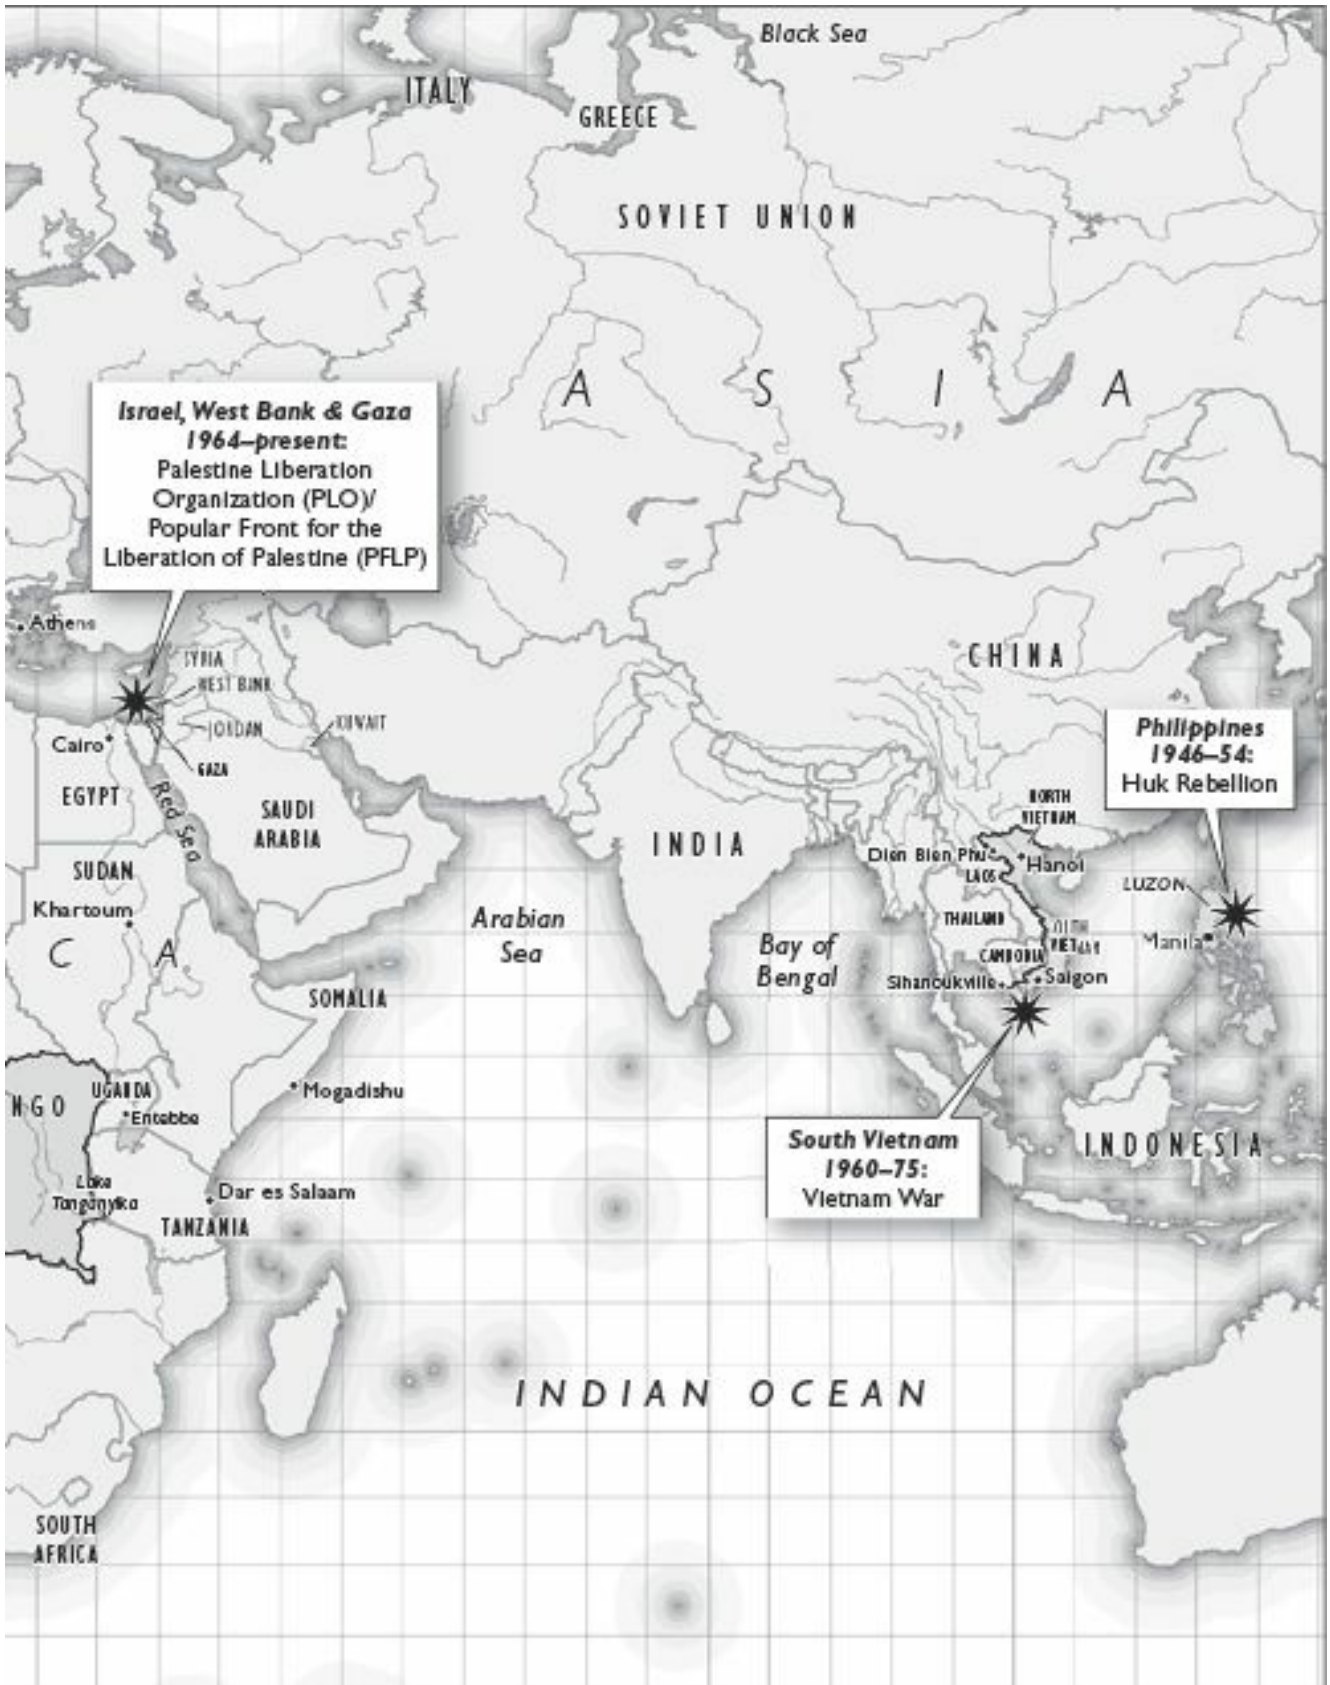 Black Sea
ITALY
GREECE
SOVIET UNION
A S I A
Israel, West Bank & Gaza
1964–present:
Palestine Liberation
Organization (PLO)/
Popular Front for the
Liberation of Palestine (PFLP)
Athens
SYRIA
WEST BANK
JORDAN
KUWAIT
Cairo
GAZA
EGYPT
Red Sea
SAUDI
ARABIA
SUDAN
Khartoum
C A
CHINA
Philippines
1946–54:
Huk Rebellion
NORTH
VIETNAM
INDIA
Dien Bien Phu
Hanoi
LAOS
LUZON
THAILAND
VIETNAM
Manila
CAMBODIA
Sihanoukville
Saigon
Arabian
Sea
Bay of
Bengal
SOMALIA
UGANDA
NGO
Entebbe
Mogadishu
South Vietnam
1960–75:
Vietnam War
INDONESIA
Lake
Tanganyika
Dar es Salaam
TANZANIA
INDIAN OCEAN
SOUTH
AFRICA